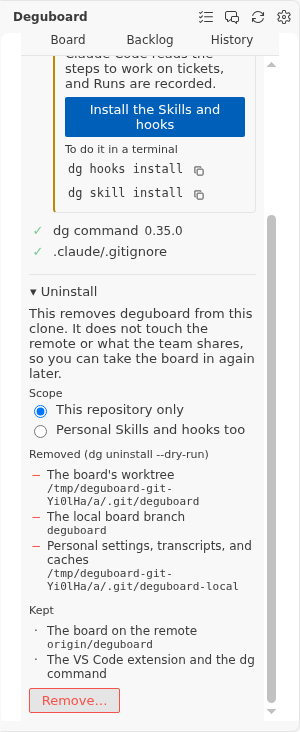 Deguboard
Board
Backlog
History
Claude Code reads the
steps to work on tickets,
and Runs are recorded.
Install the Skills and
hooks
To do it in a terminal
dg hooks install
dg skill install
✓ dg command 0.35.0
✓ .claude/.gitignore
▾ Uninstall
This removes deguboard from this
clone. It does not touch the
remote or what the team shares,
so you can take the board in again
later.
Scope
This repository only
Personal Skills and hooks too
Removed (dg uninstall --dry-run)
– The board's worktree
/tmp/deguboard-git-
Yi0lHa/a/.git/deguboard
– The local board branch
deguboard
– Personal settings, transcripts, and
caches
/tmp/deguboard-git-
Yi0lHa/a/.git/deguboard-local
Kept
· The board on the remote
origin/deguboard
· The VS Code extension and the dg
command
Remove…